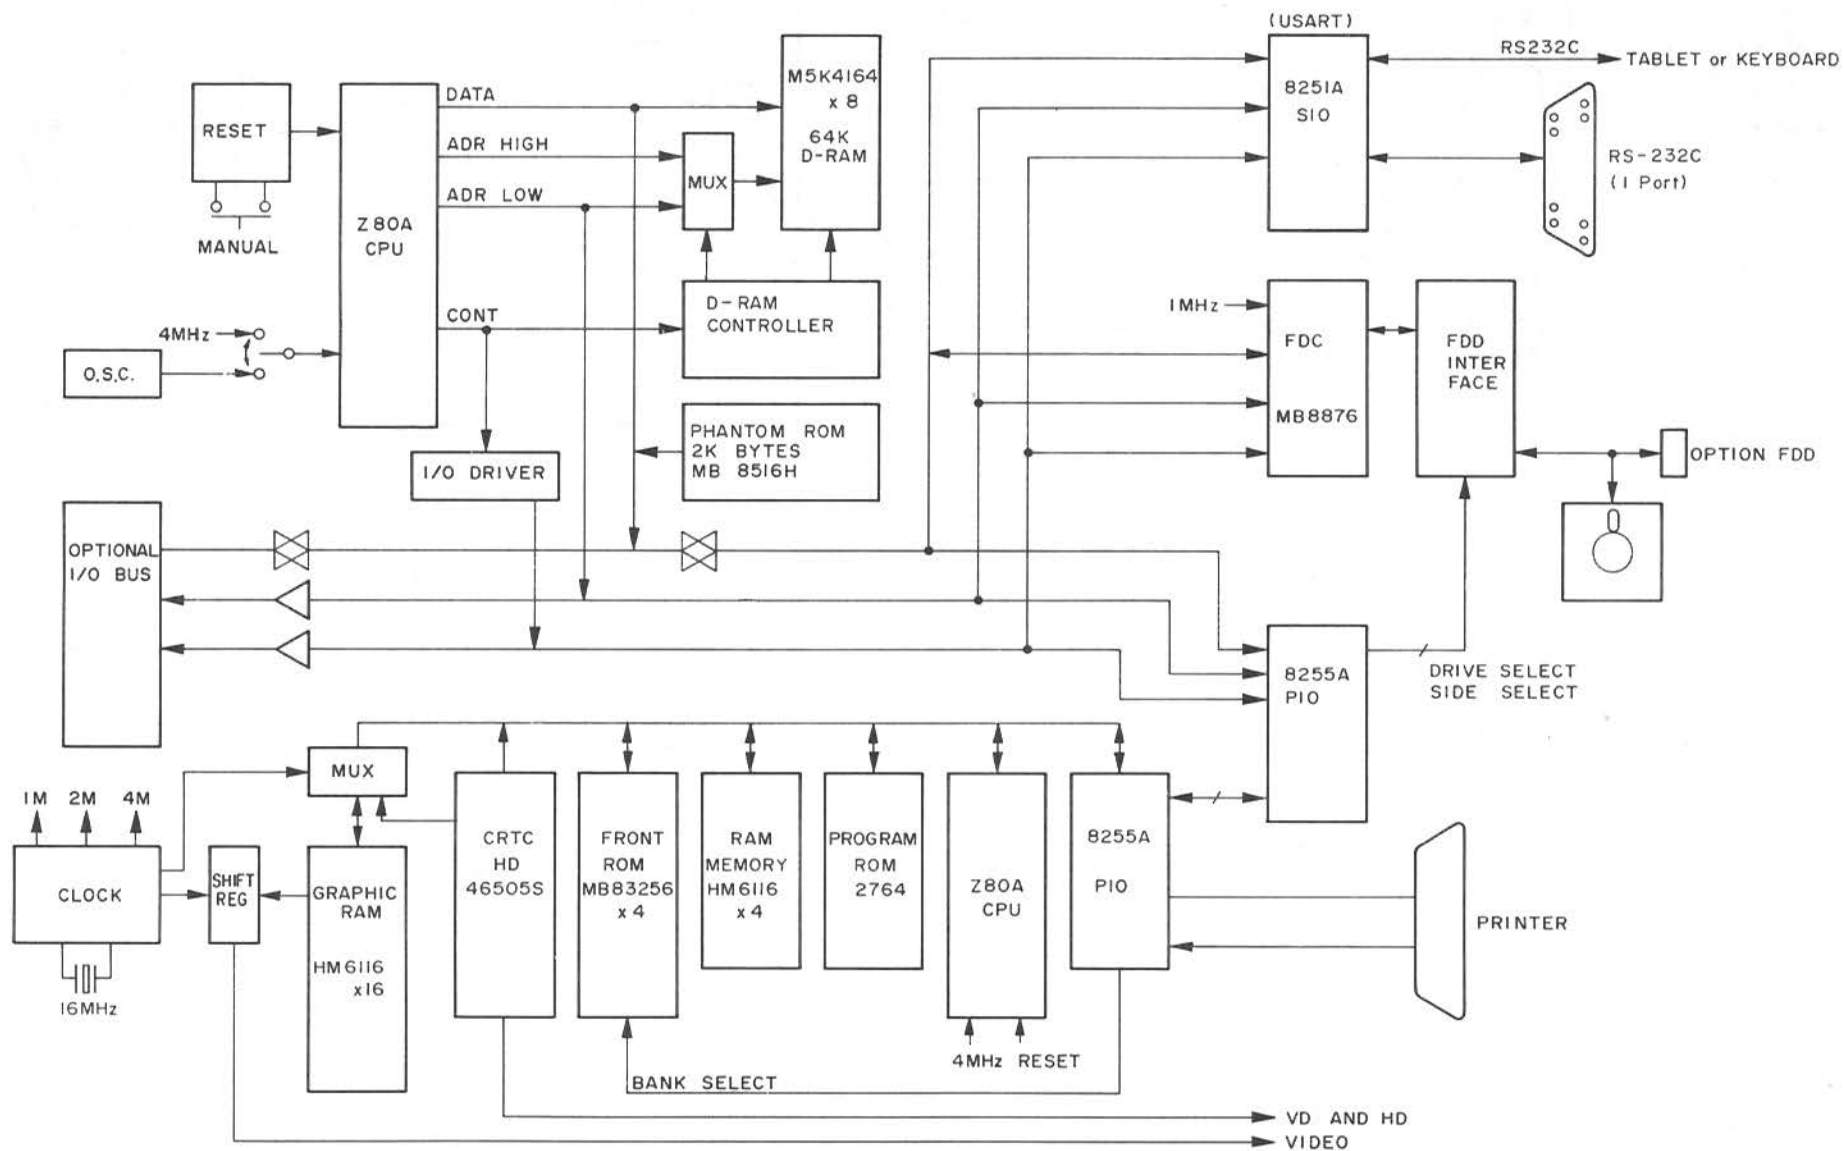 (USART)
RS232C
TABLET or KEYBOARD
8251A
SIO
RS-232C
(1 Port)
RESET
MANUAL
Z80A
CPU
DATA
ADR HIGH
ADR LOW
CONT
MUX
M5K4164
x 8
64K
D-RAM
D-RAM
CONTROLLER
4MHz
O.S.C.
PHANTOM ROM
2K BYTES
MB 8516H
I/O DRIVER
1MHz
FDC
MB8876
FDD
INTER
FACE
OPTION FDD
OPTIONAL
I/O BUS
8255A
PIO
DRIVE SELECT
SIDE SELECT
MUX
1M 2M 4M
CLOCK
16MHz
SHIFT
REG
GRAPHIC
RAM
HM6116
x16
CRTC
HD
46505S
FRONT
ROM
MB83256
x 4
RAM
MEMORY
HM6116
x 4
PROGRAM
ROM
2764
Z80A
CPU
4MHz RESET
8255A
PIO
PRINTER
BANK SELECT
VD AND HD
VIDEO